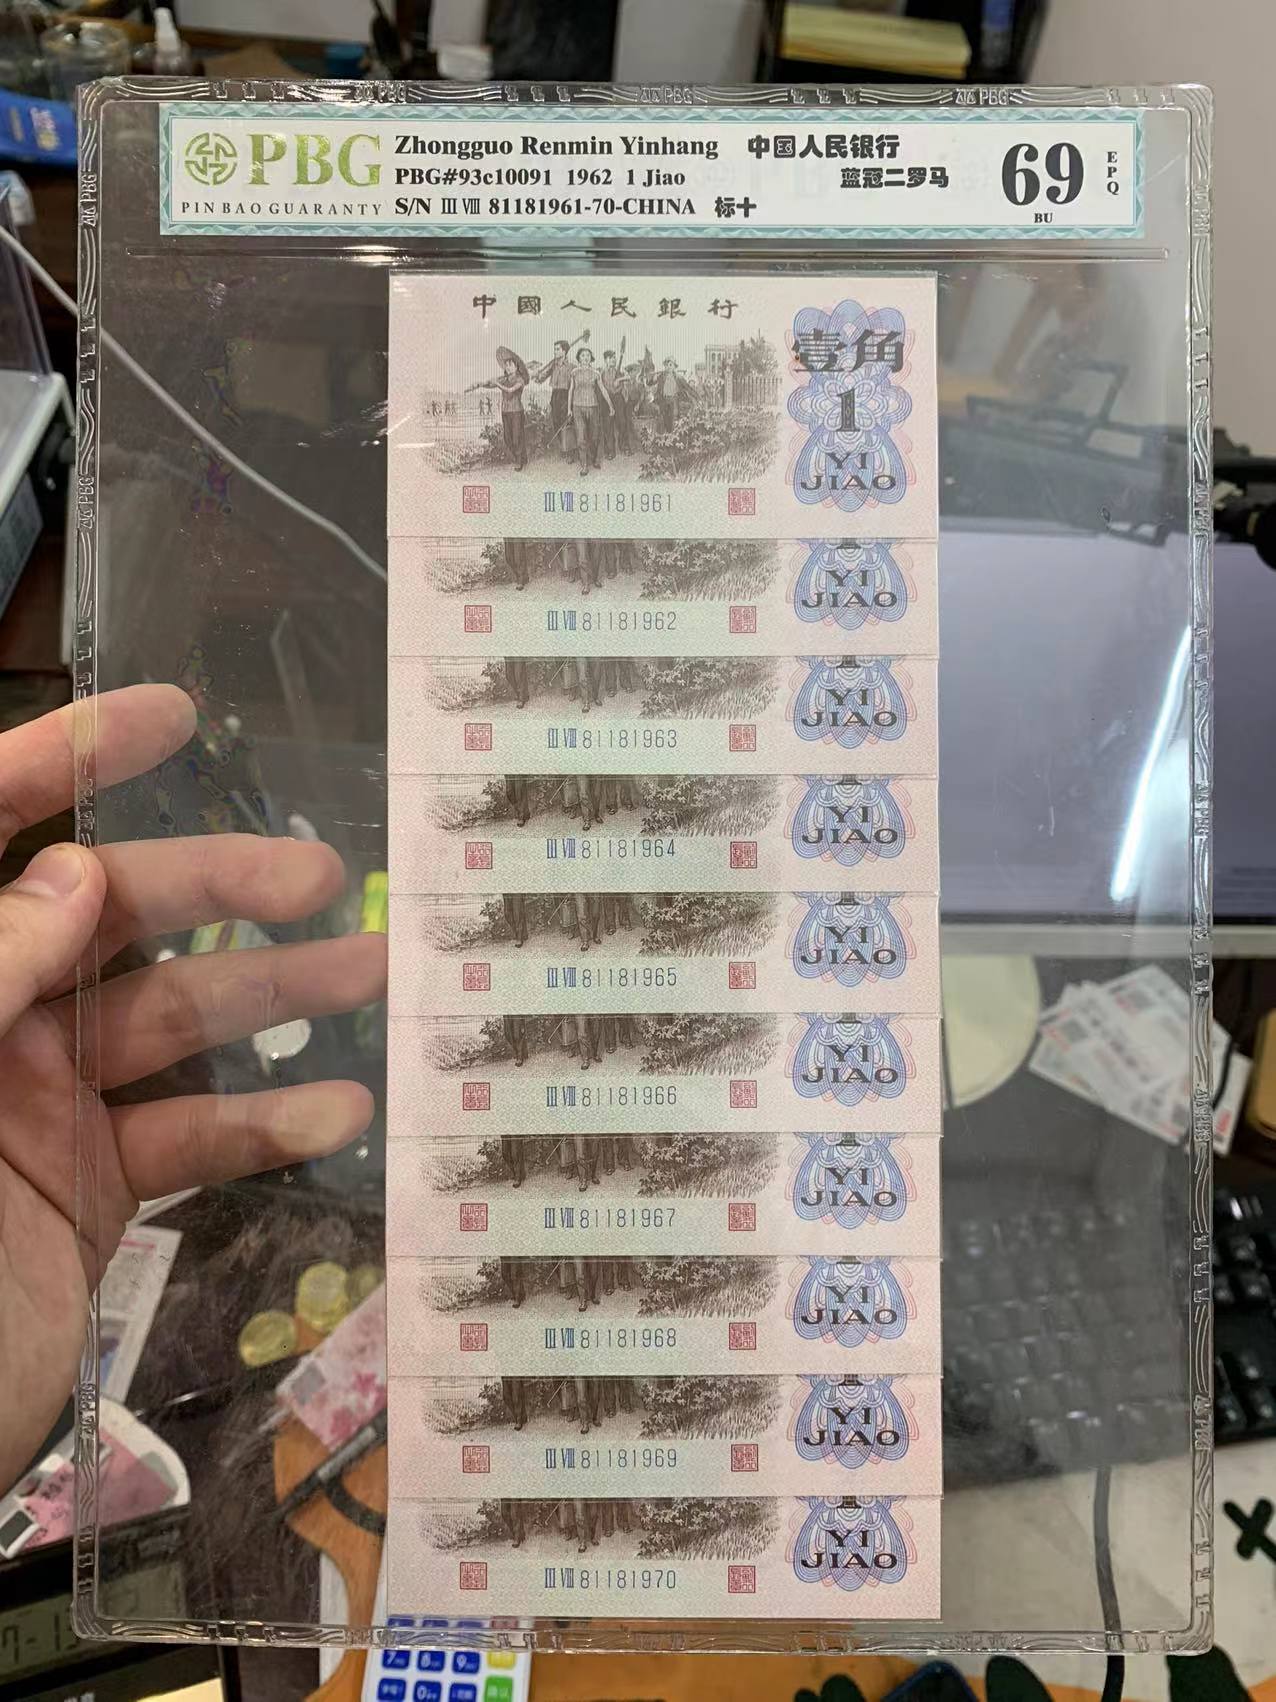 PBG
PIN BAO GUARANTY
Zhongguo Renmin Yinhang 中国人民银行
PBG#93c10091 1962 1 Jiao 蓝冠二罗马
S/N Ⅲ Ⅷ 81181961-70-CHINA 标十
69
EPQ
BU
中國人民銀行
壹角
1
YI
JIAO
Ⅲ Ⅷ 81181961
YI
JIAO
Ⅲ Ⅷ 81181962
YI
JIAO
Ⅲ Ⅷ 81181963
YI
JIAO
Ⅲ Ⅷ 81181964
YI
JIAO
Ⅲ Ⅷ 81181965
YI
JIAO
Ⅲ Ⅷ 81181966
YI
JIAO
Ⅲ Ⅷ 81181967
YI
JIAO
Ⅲ Ⅷ 81181968
YI
JIAO
Ⅲ Ⅷ 81181969
YI
JIAO
Ⅲ Ⅷ 81181970
7 8 9